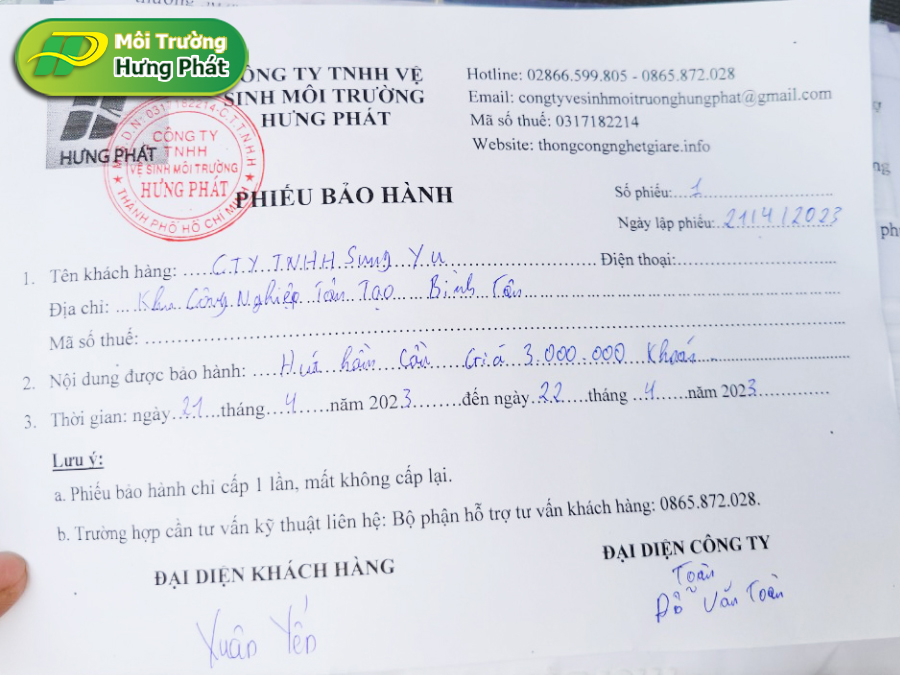 Môi Trường
Hưng Phát
HƯNG PHÁT
M.S.D.N: 0317182214-C.T.T.N.H.H
CÔNG TY
TNHH
VỆ SINH MÔI TRƯỜNG
HƯNG PHÁT
THÀNH PHỐ HỒ CHÍ MINH
CÔNG TY TNHH VỆ
SINH MÔI TRƯỜNG
HƯNG PHÁT
Hotline: 02866.599.805 - 0865.872.028
Email: congtyvesinhmoitruonghungphat@gmail.com
Mã số thuế: 0317182214
Website: thongcongnghetgiare.info
PHIẾU BẢO HÀNH
Số phiếu: 1
Ngày lập phiếu: 21/4/2023
1. Tên khách hàng: CTY TNHH Sung Yu Điện thoại:
Địa chỉ: Khu Công Nghiệp Tân Tạo Bình Tân
Mã số thuế:
2. Nội dung được bảo hành: Hút hầm Cầu Giá 3.000.000 Khoán
3. Thời gian: ngày 21 tháng 4 năm 2023 đến ngày 22 tháng 4 năm 2023
Lưu ý:
a. Phiếu bảo hành chỉ cấp 1 lần, mất không cấp lại.
b. Trường hợp cần tư vấn kỹ thuật liên hệ: Bộ phận hỗ trợ tư vấn khách hàng: 0865.872.028.
ĐẠI DIỆN KHÁCH HÀNG
ĐẠI DIỆN CÔNG TY
Toàn
Đỗ Văn Toàn
Xuân Yến